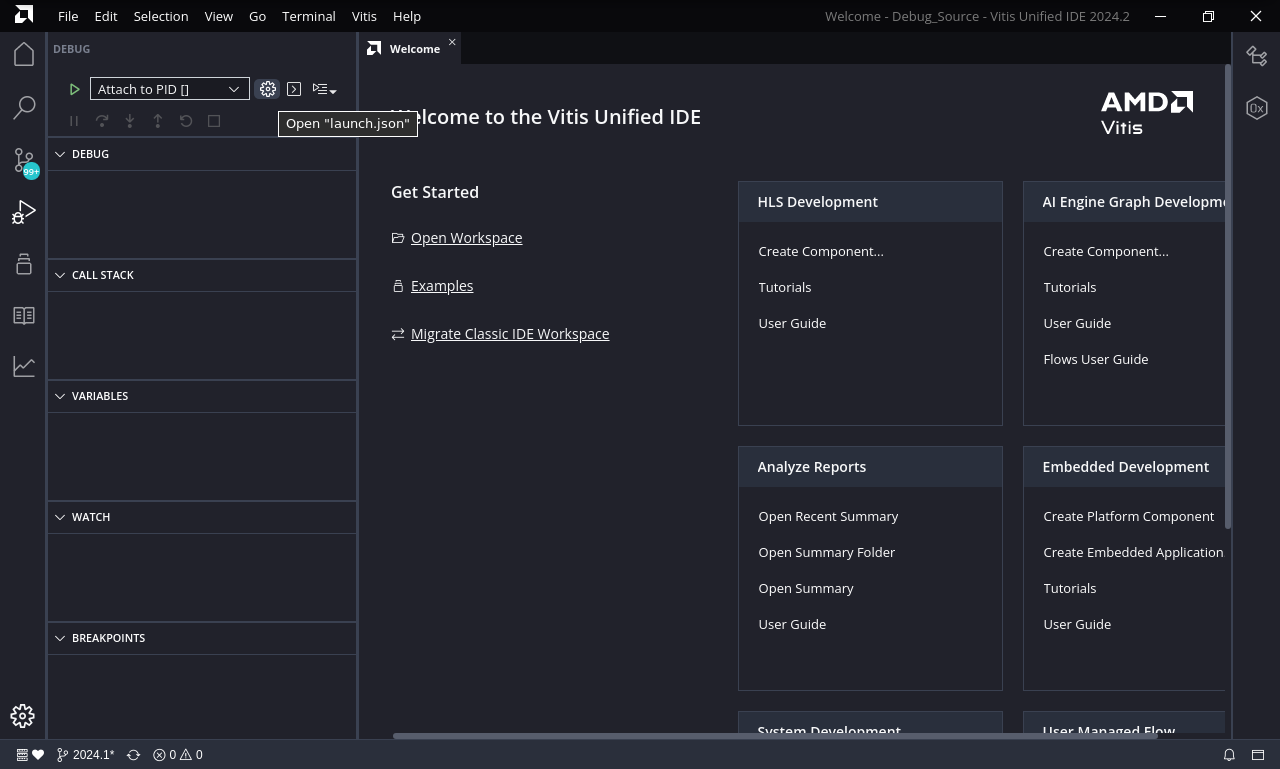 File Edit Selection View Go Terminal Vitis Help
Welcome - Debug_Source - Vitis Unified IDE 2024.2
DEBUG
Attach to PID []
Open "launch.json"
99+
DEBUG
CALL STACK
VARIABLES
WATCH
BREAKPOINTS
Welcome
elcome to the Vitis Unified IDE
AMD
Vitis
Get Started
Open Workspace
Examples
Migrate Classic IDE Workspace
HLS Development
Create Component...
Tutorials
User Guide
AI Engine Graph Developme
Create Component...
Tutorials
User Guide
Flows User Guide
Analyze Reports
Open Recent Summary
Open Summary Folder
Open Summary
User Guide
Embedded Development
Create Platform Component
Create Embedded Application
Tutorials
User Guide
System Development
User Managed Flow
0x
2024.1* 0 0